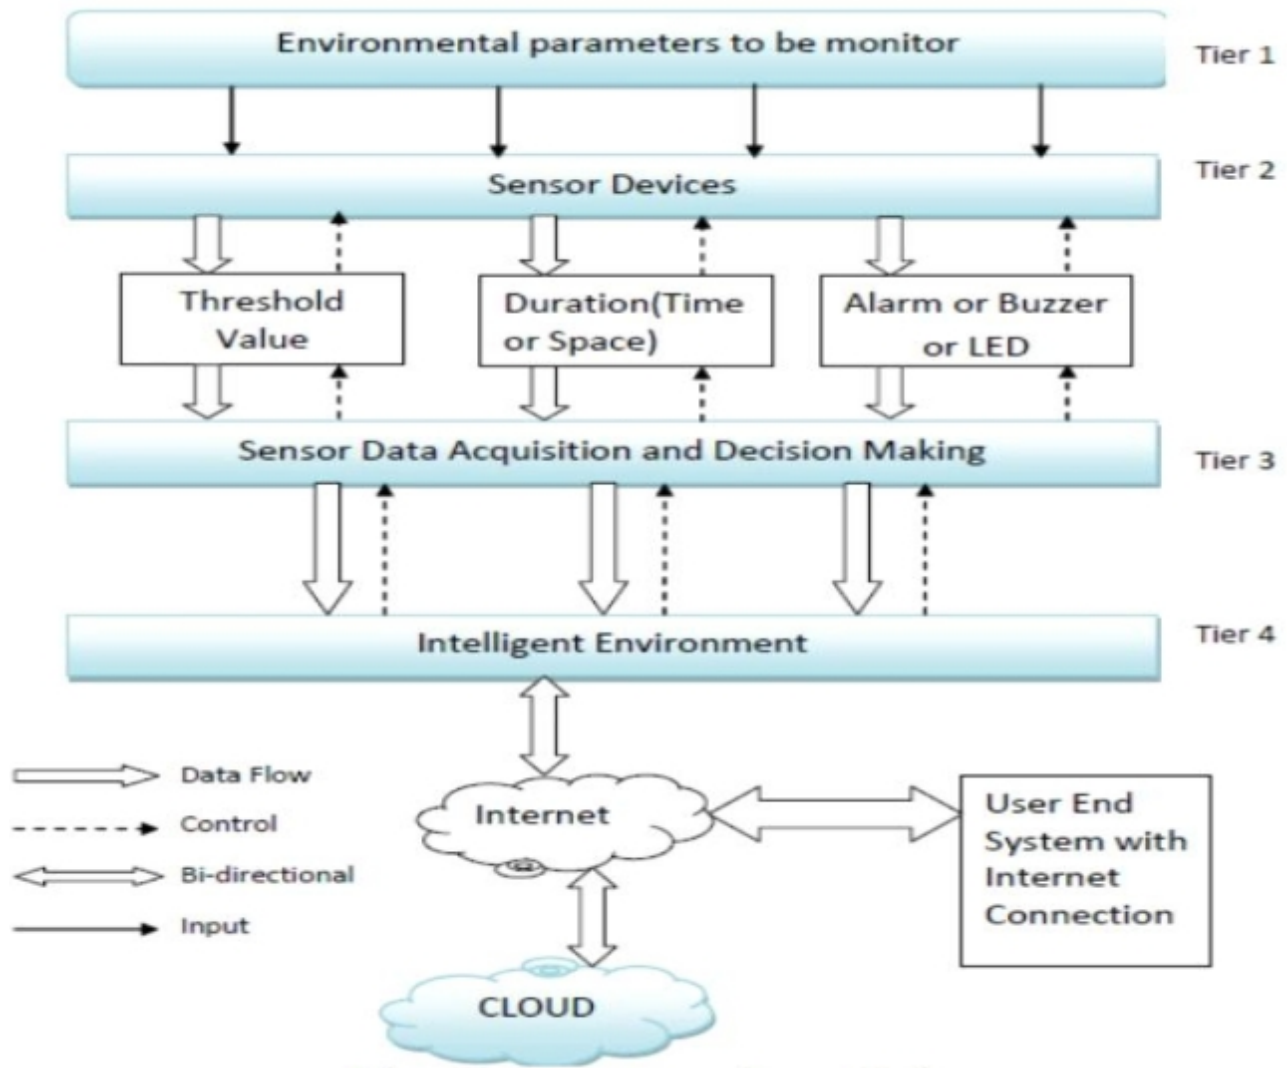 Environmental parameters to be monitor
Tier 1
Sensor Devices
Tier 2
Threshold
Value
Duration(Time
or Space)
Alarm or Buzzer
or LED
Sensor Data Acquisition and Decision Making
Tier 3
Intelligent Environment
Tier 4
Data Flow
Control
Bi-directional
Input
Internet
User End
System with
Internet
Connection
CLOUD